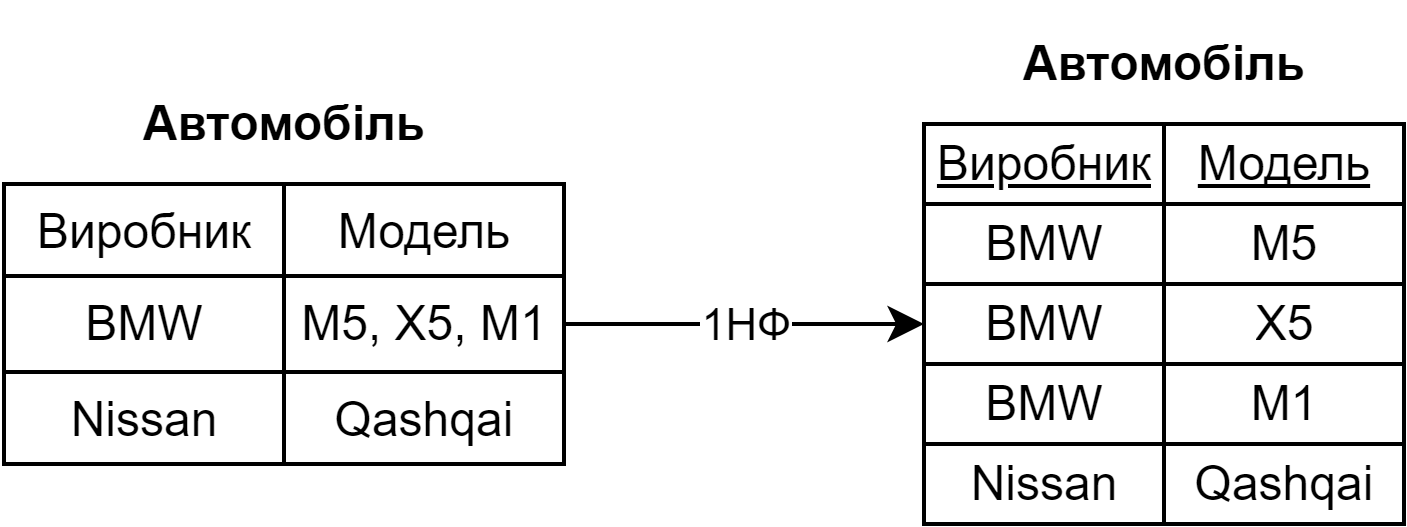 Автомобіль
Виробник Модель
BMW M5, X5, M1
Nissan Qashqai
1НФ
Автомобіль
Виробник Модель
BMW M5
BMW X5
BMW M1
Nissan Qashqai